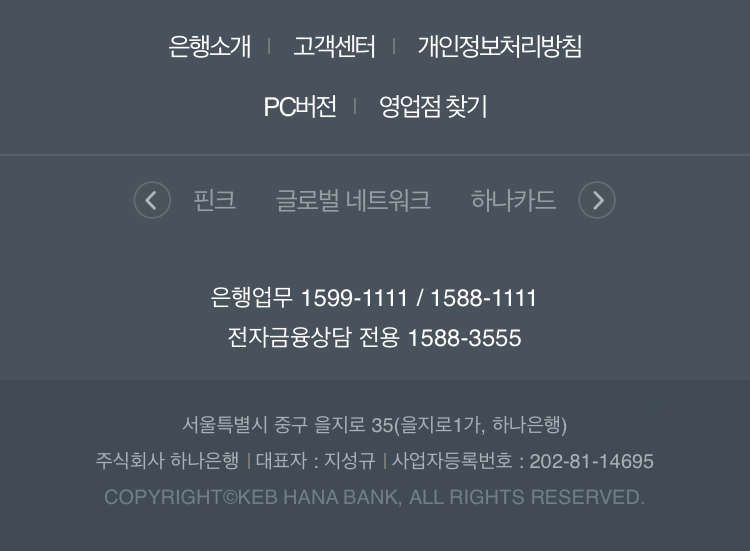 은행소개 | 고객센터 | 개인정보처리방침
PC버전 | 영업점 찾기
핀크 글로벌 네트워크 하나카드
은행업무 1599-1111 / 1588-1111
전자금융상담 전용 1588-3555
서울특별시 중구 을지로 35(을지로1가, 하나은행)
주식회사 하나은행 | 대표자 : 지성규 | 사업자등록번호 : 202-81-14695
COPYRIGHT©KEB HANA BANK, ALL RIGHTS RESERVED.